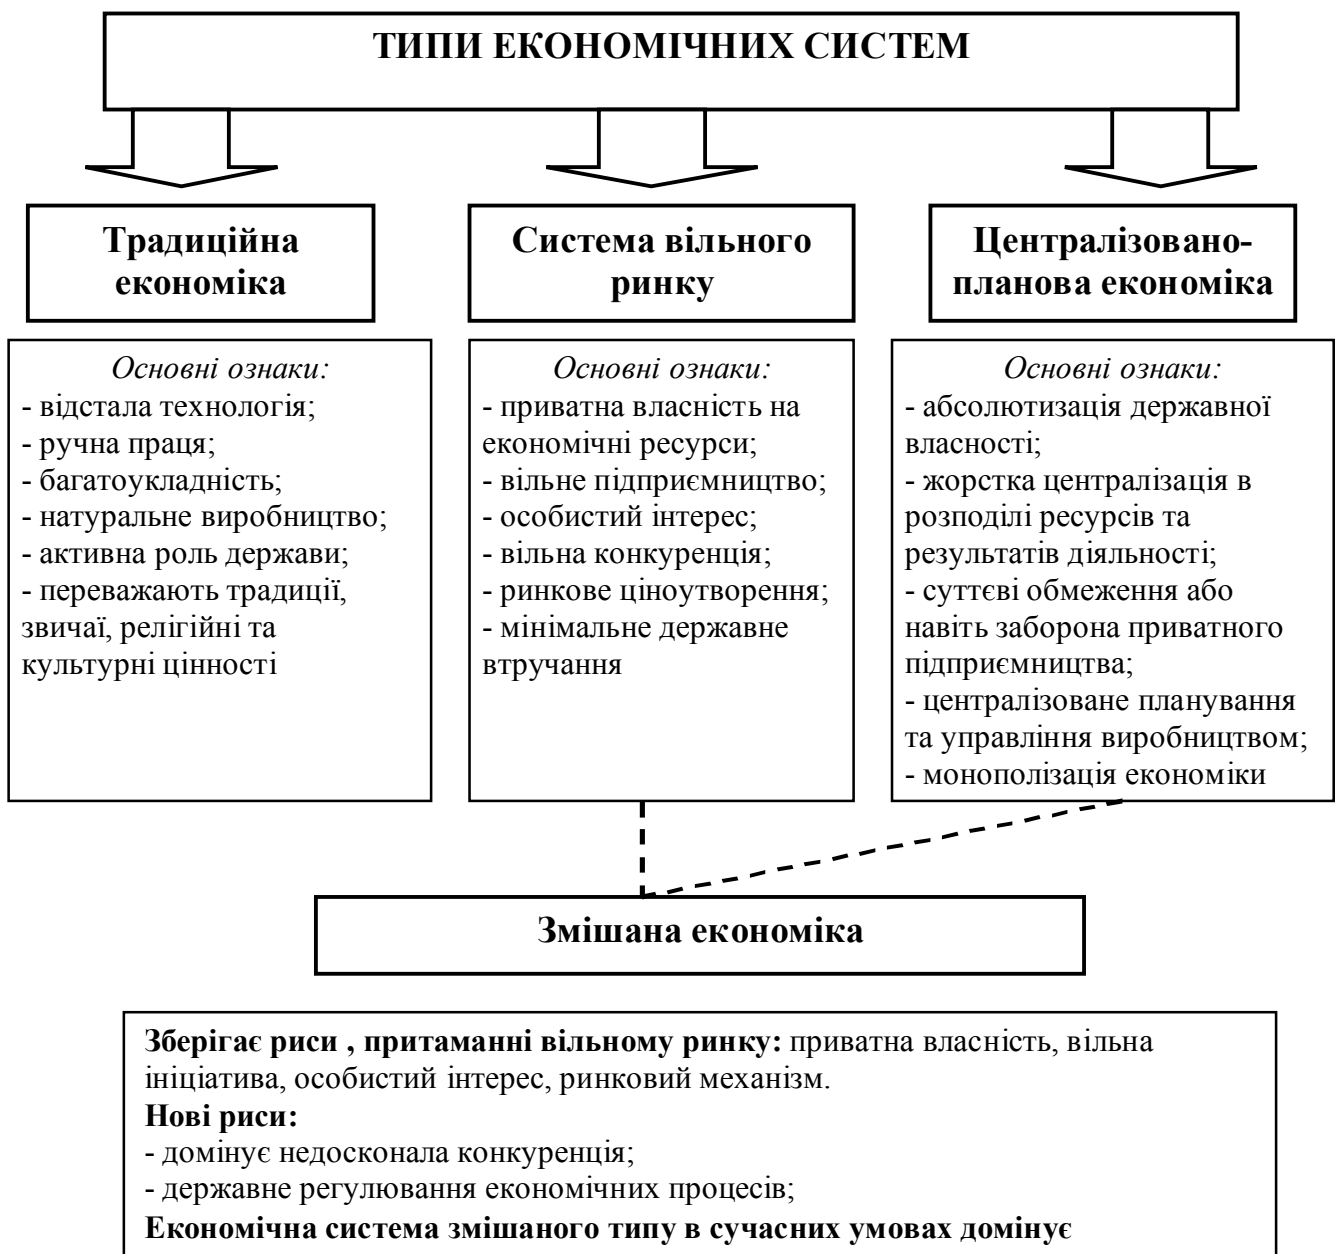 ТИПИ ЕКОНОМІЧНИХ СИСТЕМ
Традиційна
економіка
Основні ознаки:
- відстала технологія;
- ручна праця;
- багатоукладність;
- натуральне виробництво;
- активна роль держави;
- переважають традиції,
звичаї, релігійні та
культурні цінності
Система вільного
ринку
Основні ознаки:
- приватна власність на
економічні ресурси;
- вільне підприємництво;
- особистий інтерес;
- вільна конкуренція;
- ринкове ціноутворення;
- мінімальне державне
втручання
Централізовано-
планова економіка
Основні ознаки:
- абсолютизація державної
власності;
- жорстка централізація в
розподілі ресурсів та
результатів діяльності;
- суттєві обмеження або
навіть заборона приватного
підприємництва;
- централізоване планування
та управління виробництвом;
- монополізація економіки
Змішана економіка
Зберігає риси , притаманні вільному ринку: приватна власність, вільна
ініціатива, особистий інтерес, ринковий механізм.
Нові риси:
- домінує недосконала конкуренція;
- державне регулювання економічних процесів;
Економічна система змішаного типу в сучасних умовах домінує